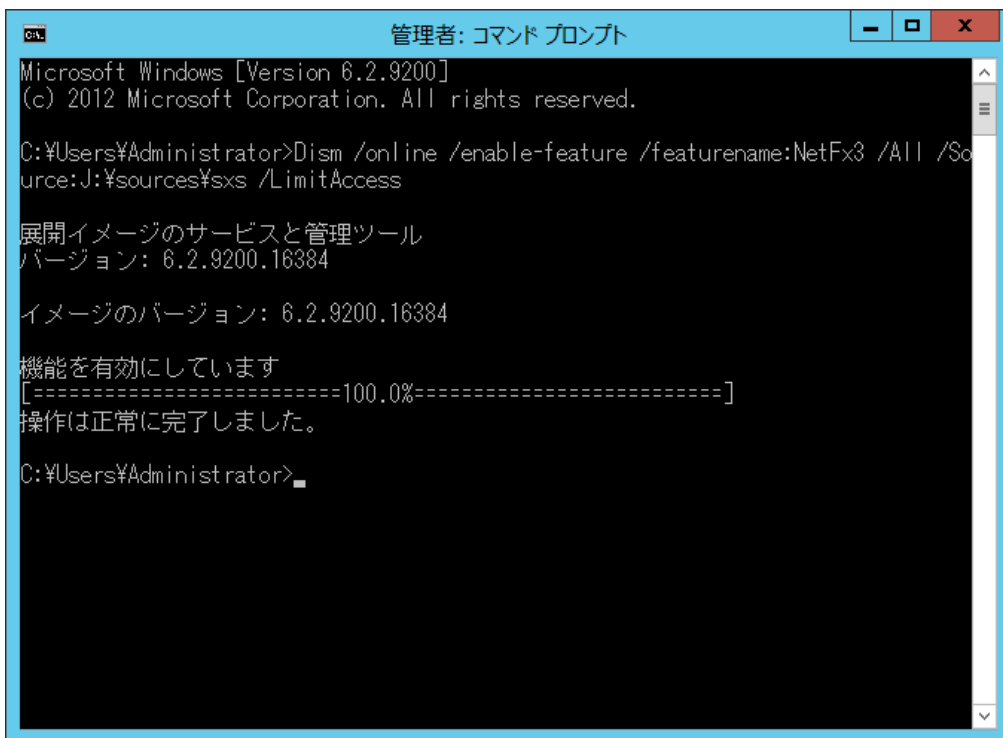 管理者: コマンド プロンプト
Microsoft Windows [Version 6.2.9200]
(c) 2012 Microsoft Corporation. All rights reserved.
C:¥Users¥Administrator>Dism /online /enable-feature /featurename:NetFx3 /All /So
urce:J:¥sources¥sxs /LimitAccess
展開イメージのサービスと管理ツール
バージョン: 6.2.9200.16384
イメージのバージョン: 6.2.9200.16384
機能を有効にしています
[==========================100.0%==========================]
操作は正常に完了しました。
C:¥Users¥Administrator>